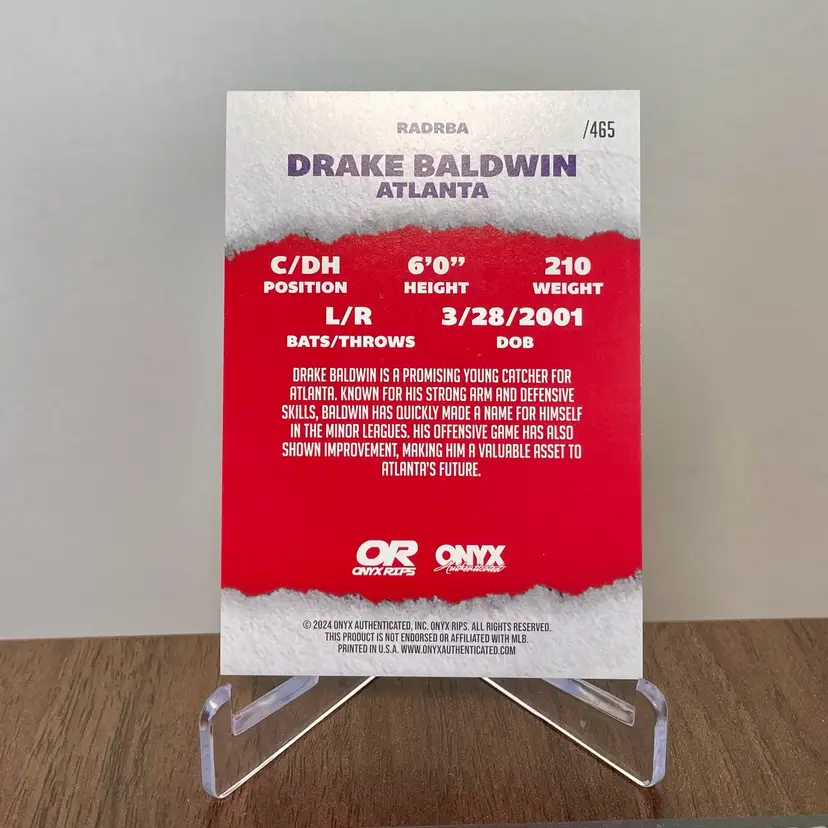 RADRBA
/465
DRAKE BALDWIN
ATLANTA
C/DH 6’0” 210
POSITION HEIGHT WEIGHT
L/R 3/28/2001
BATS/THROWS DOB
DRAKE BALDWIN IS A PROMISING YOUNG CATCHER FOR
ATLANTA. KNOWN FOR HIS STRONG ARM AND DEFENSIVE
SKILLS, BALDWIN HAS QUICKLY MADE A NAME FOR HIMSELF
IN THE MINOR LEAGUES. HIS OFFENSIVE GAME HAS ALSO
SHOWN IMPROVEMENT, MAKING HIM A VALUABLE ASSET TO
ATLANTA'S FUTURE.
OR ONYX
ONYX RIPS Authenticated
© 2024 ONYX AUTHENTICATED, INC. ONYX RIPS. ALL RIGHTS RESERVED.
THIS PRODUCT IS NOT ENDORSED OR AFFILIATED WITH MLB.
PRINTED IN U.S.A. WWW.ONYXAUTHENTICATED.COM